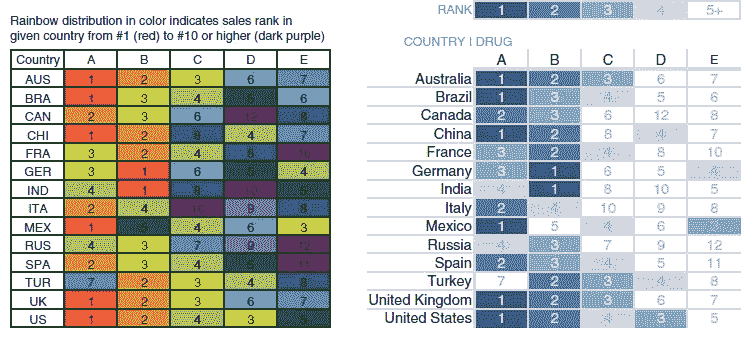 Rainbow distribution in color indicates sales rank in
given country from #1 (red) to #10 or higher (dark purple)
Country A B C D E
AUS 1 2 3 6 7
BRA 1 3 4 5 6
CAN 2 3 6 12 8
CHI 1 2 8 4 7
FRA 3 2 4 8 10
GER 3 1 6 5 4
IND 4 1 8 10 5
ITA 2 4 10 9 8
MEX 1 5 4 6 3
RUS 4 3 7 9 12
SPA 2 3 4 5 11
TUR 7 2 3 4 8
UK 1 2 3 6 7
US 1 2 4 3 5
RANK 1 2 3 4 5+
COUNTRY | DRUG
A B C D E
Australia 1 2 3 6 7
Brazil 1 3 4 5 6
Canada 2 3 6 12 8
China 1 2 8 4 7
France 3 2 4 8 10
Germany 3 1 6 5 4
India 4 1 8 10 5
Italy 2 4 10 9 8
Mexico 1 5 4 6
Russia 4 3 7 9 12
Spain 2 3 4 5 11
Turkey 7 2 3 4 8
United Kingdom 1 2 3 6 7
United States 1 2 4 3 5